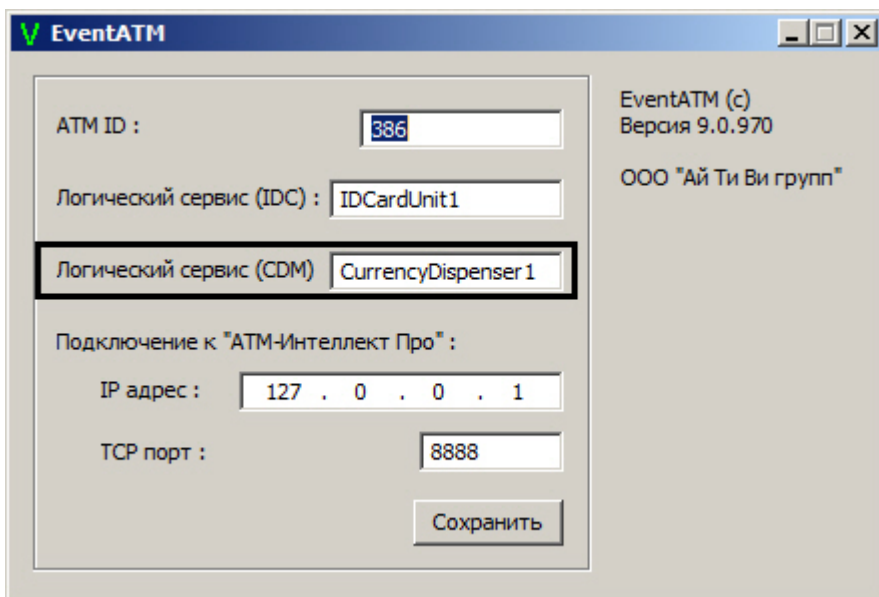 EventATM
ATM ID : 386
EventATM (c)
Версия 9.0.970
ООО "Ай Ти Ви групп"
Логический сервис (IDC) : IDCardUnit1
Логический сервис (CDM) CurrencyDispenser1
Подключение к "АТМ-Интеллект Про" :
IP адрес : 127 . 0 . 0 . 1
TCP порт : 8888
Сохранить